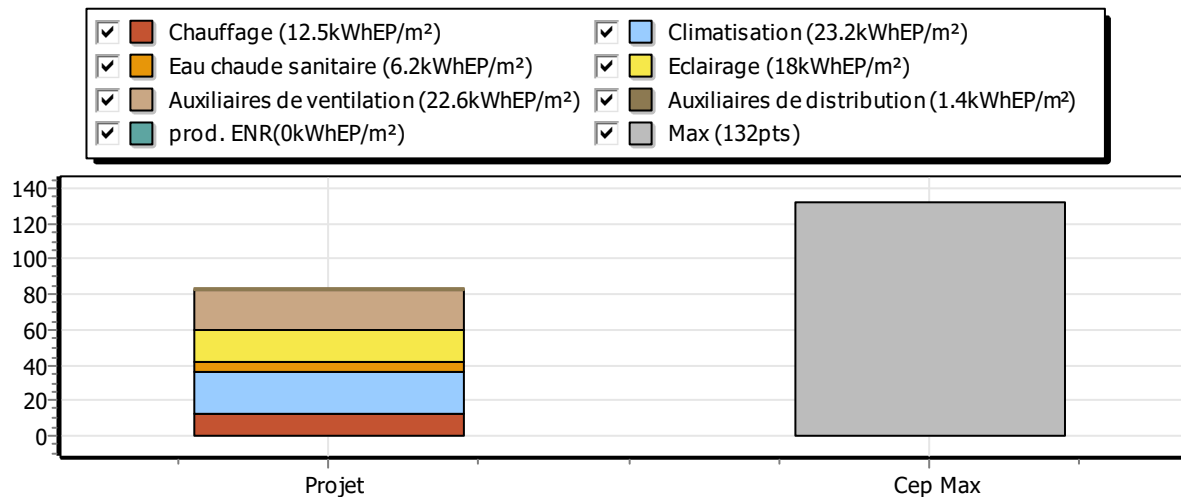 Chauffage (12.5kWhEP/m²)
Climatisation (23.2kWhEP/m²)
Eau chaude sanitaire (6.2kWhEP/m²)
Eclairage (18kWhEP/m²)
Auxiliaires de ventilation (22.6kWhEP/m²)
Auxiliaires de distribution (1.4kWhEP/m²)
prod. ENR(0kWhEP/m²)
Max (132pts)
140
120
100
80
60
40
20
0
Projet
Cep Max